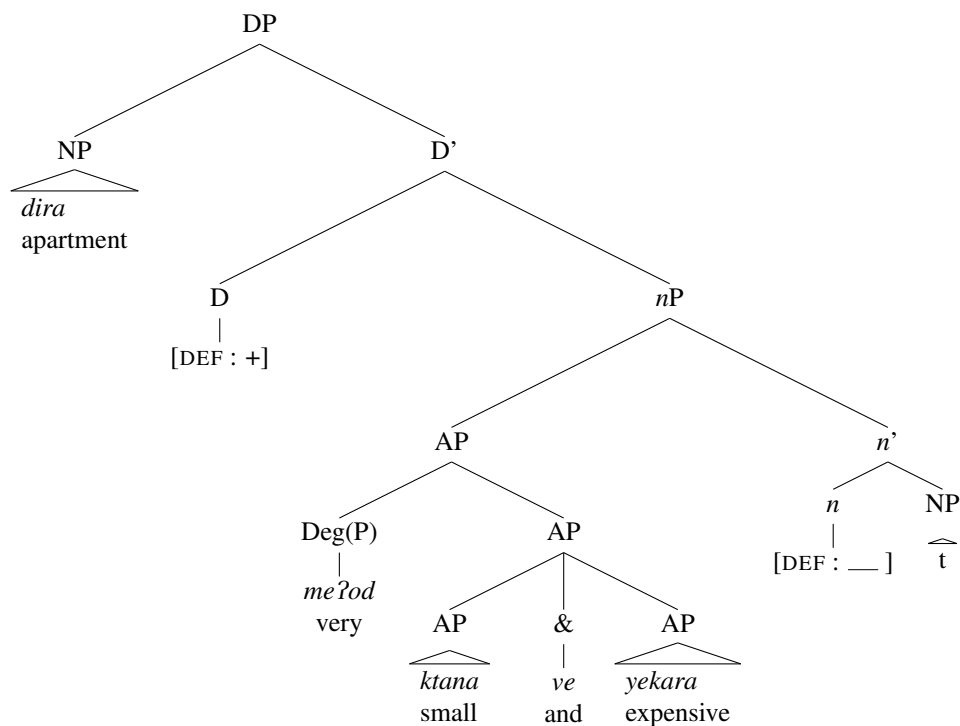 DP
NP D’
dira
apartment
D nP
[DEF : +]
AP n’
Deg(P) AP n NP
meʔod
very
[DEF : __ ] t
AP & AP
ktana ve yekara
small and expensive